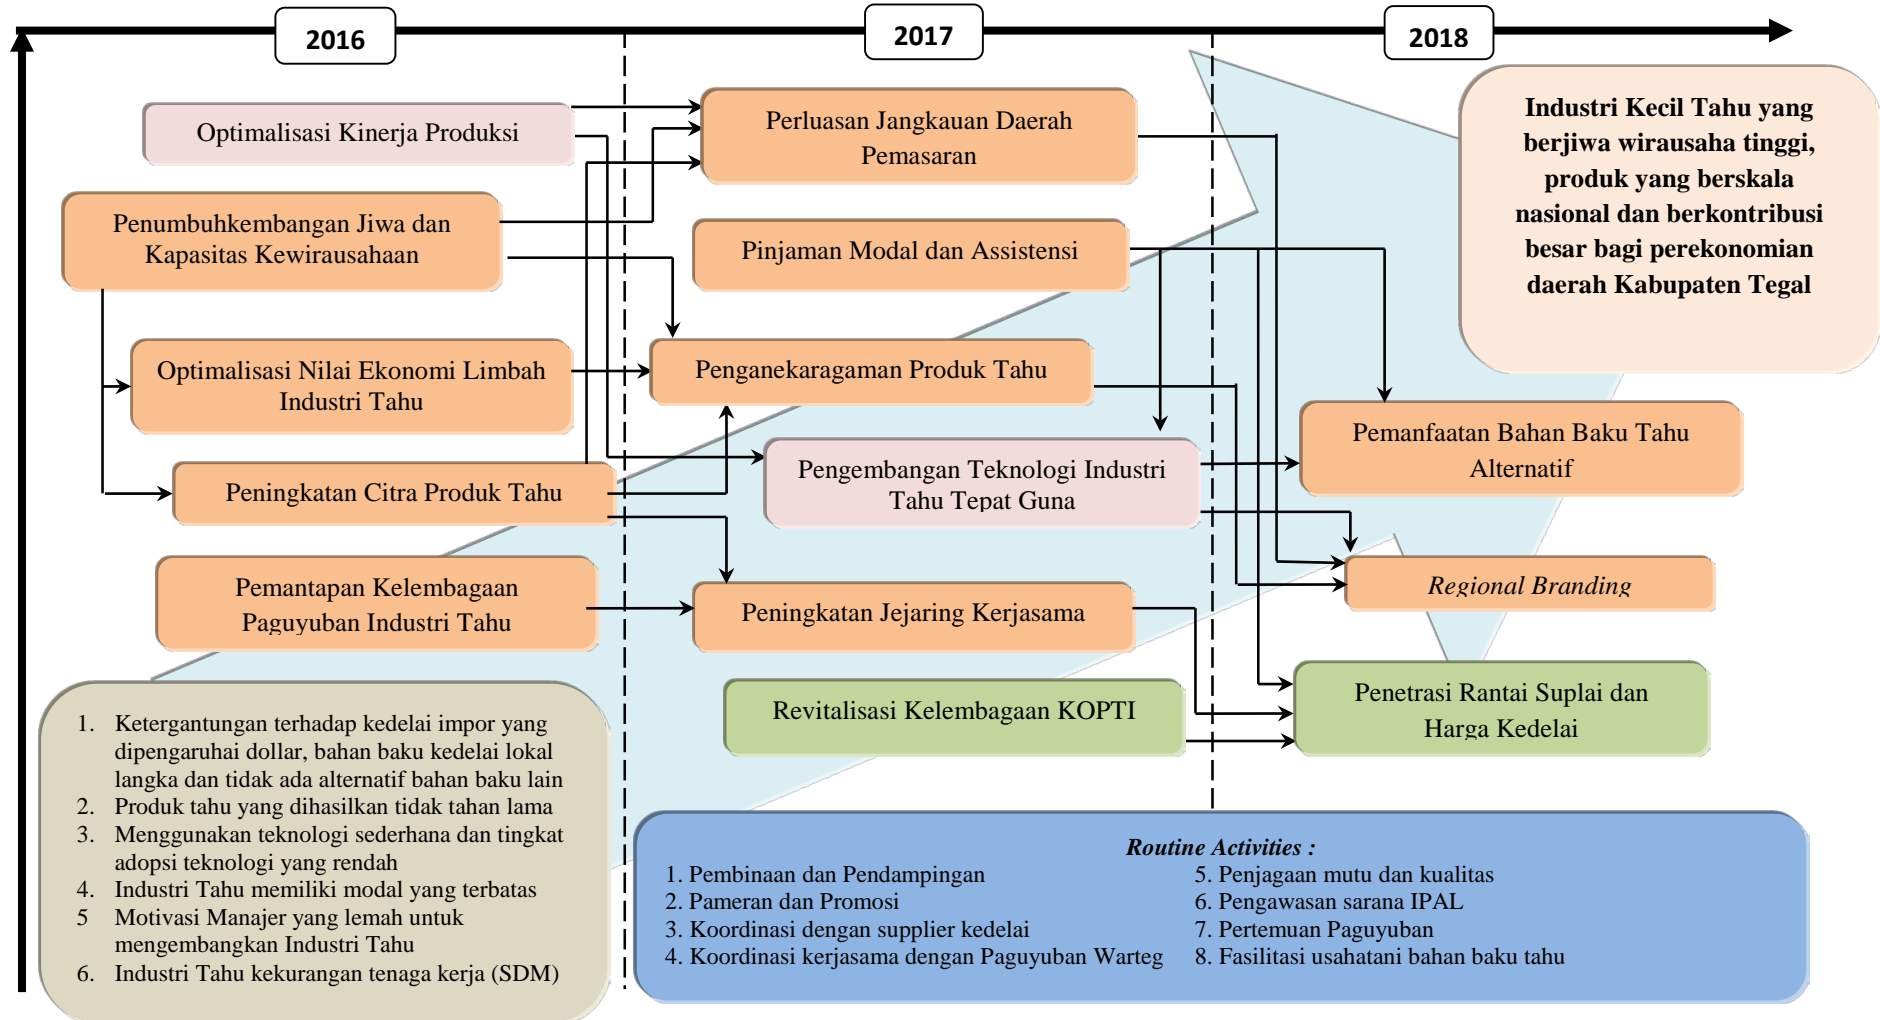 2016
2017
2018
Optimalisasi Kinerja Produksi
Penumbuhkembangan Jiwa dan
Kapasitas Kewirausahaan
Optimalisasi Nilai Ekonomi Limbah
Industri Tahu
Peningkatan Citra Produk Tahu
Pemantapan Kelembagaan
Paguyuban Industri Tahu
Perluasan Jangkauan Daerah
Pemasaran
Pinjaman Modal dan Assistensi
Penganekaragaman Produk Tahu
Pengembangan Teknologi Industri
Tahu Tepat Guna
Peningkatan Jejaring Kerjasama
Revitalisasi Kelembagaan KOPTI
Industri Kecil Tahu yang
berjiwa wirausaha tinggi,
produk yang berskala
nasional dan berkontribusi
besar bagi perekonomian
daerah Kabupaten Tegal
Pemanfaatan Bahan Baku Tahu
Alternatif
Regional Branding
Penetrasi Rantai Suplai dan
Harga Kedelai
1. Ketergantungan terhadap kedelai impor yang
dipengaruhai dollar, bahan baku kedelai lokal
langka dan tidak ada alternatif bahan baku lain
2. Produk tahu yang dihasilkan tidak tahan lama
3. Menggunakan teknologi sederhana dan tingkat
adopsi teknologi yang rendah
4. Industri Tahu memiliki modal yang terbatas
5 Motivasi Manajer yang lemah untuk
mengembangkan Industri Tahu
6. Industri Tahu kekurangan tenaga kerja (SDM)
Routine Activities :
1. Pembinaan dan Pendampingan
2. Pameran dan Promosi
3. Koordinasi dengan supplier kedelai
4. Koordinasi kerjasama dengan Paguyuban Warteg
5. Penjagaan mutu dan kualitas
6. Pengawasan sarana IPAL
7. Pertemuan Paguyuban
8. Fasilitasi usahatani bahan baku tahu